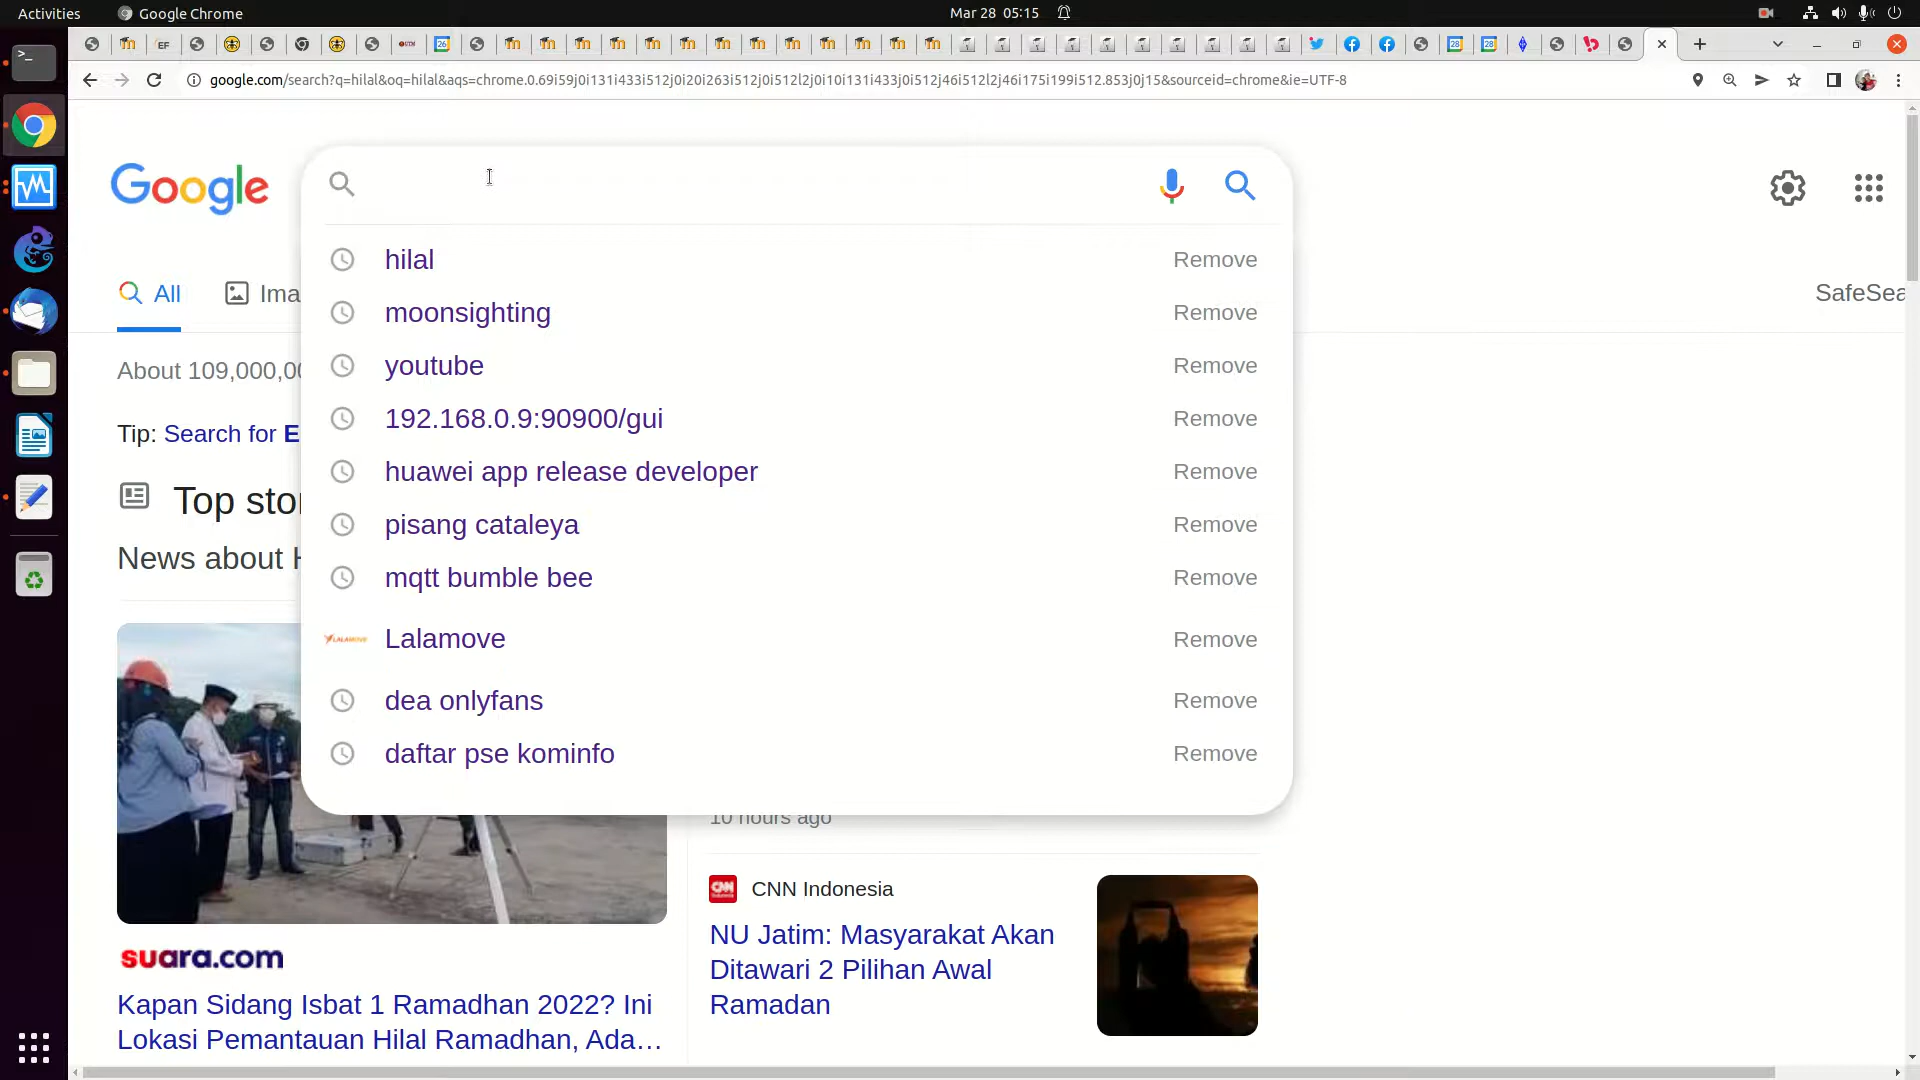 Activities
Google Chrome
Mar 28 05:15
google.com/search?q=hilal&oq=hilal&aqs=chrome.0.69i59j0i131i433i512j0i20i263i512j0i512l2j0i10i131i433j0i512j46i512l2j46i175i199i512.853j0j15&sourceid=chrome&ie=UTF-8
Google
hilal Remove
moonsighting Remove
youtube Remove
192.168.0.9:90900/gui Remove
huawei app release developer Remove
pisang cataleya Remove
mqtt bumble bee Remove
Lalamove Remove
dea onlyfans Remove
daftar pse kominfo Remove
All
Ima
SafeSea
About 109,000,00
Tip: Search for E
Top stor
News about H
suara.com
Kapan Sidang Isbat 1 Ramadhan 2022? Ini
Lokasi Pemantauan Hilal Ramadhan, Ada...
10 hours ago
CNN Indonesia
NU Jatim: Masyarakat Akan
Ditawari 2 Pilihan Awal
Ramadan